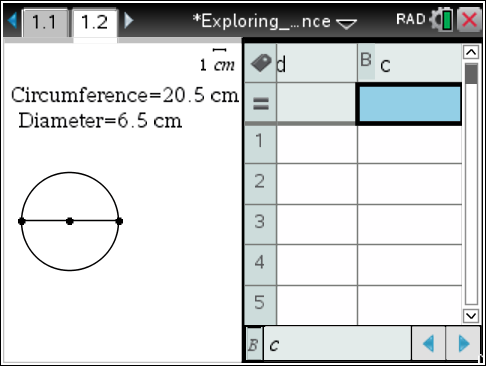 1.1 1.2 *Exploring_...nce RAD
1 cm
Circumference=20.5 cm
Diameter=6.5 cm
d B c
=
1
2
3
4
5
B c